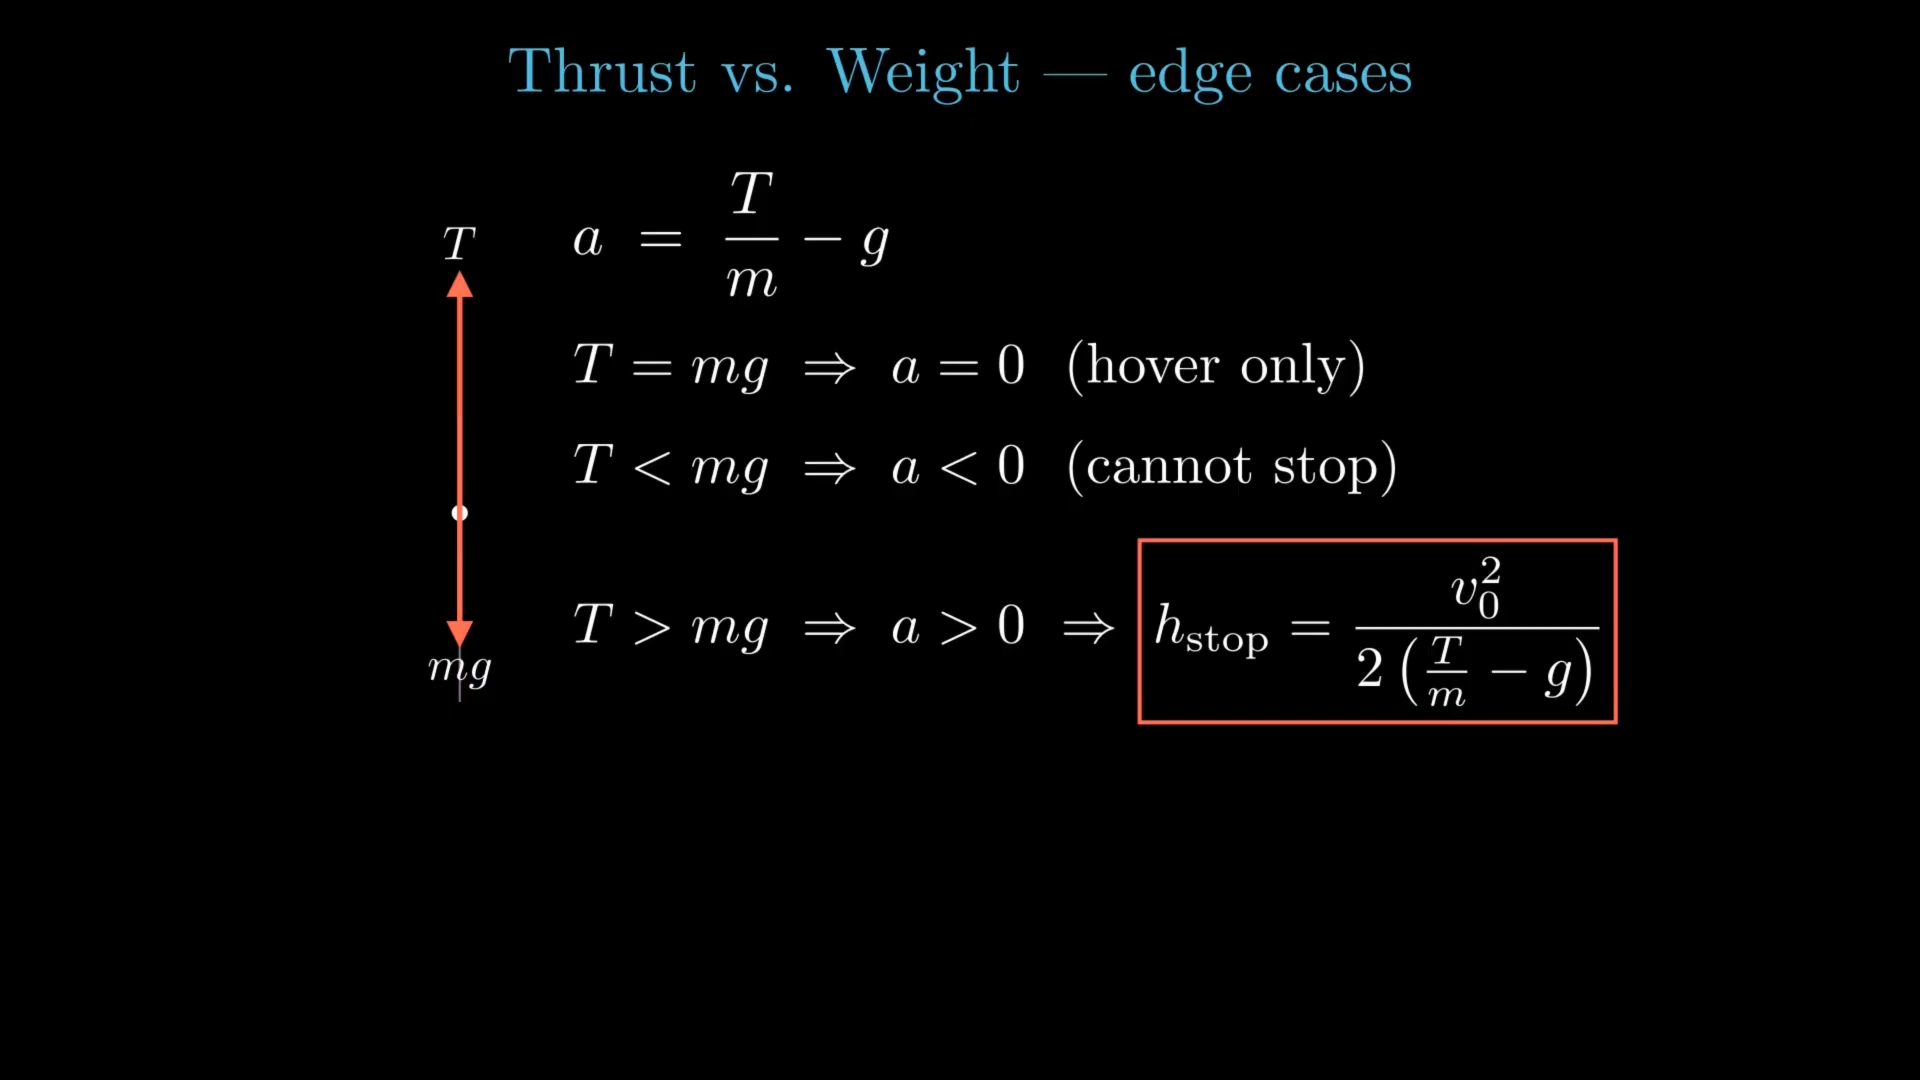 Thrust vs. Weight — edge cases
T
a = T/m − g
T = mg ⇒ a = 0 (hover only)
T < mg ⇒ a < 0 (cannot stop)
mg
T > mg ⇒ a > 0 ⇒ h_stop = v_0^2 / 2(T/m − g)